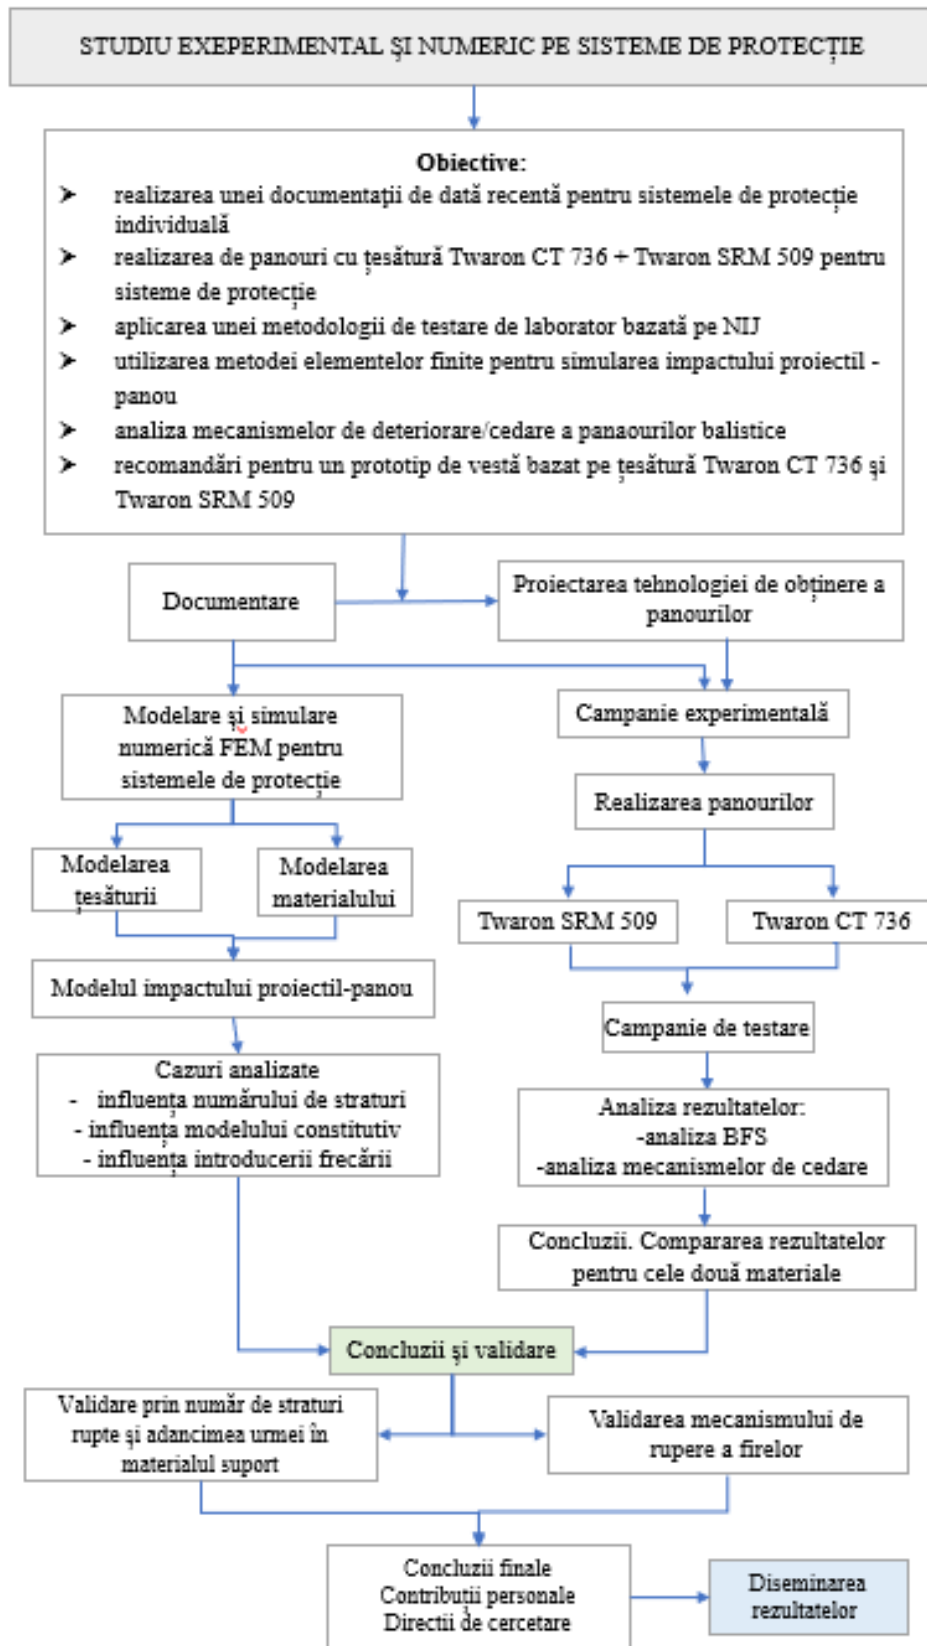 STUDIU EXEPERIMENTAL ŞI NUMERIC PE SISTEME DE PROTECȚIE
Obiective:
➤ realizarea unei documentaţii de dată recentă pentru sistemele de protecție
individuală
➤ realizarea de panouri cu țesătură Twaron CT 736 + Twaron SRM 509 pentru
sisteme de protecție
➤ aplicarea unei metodologii de testare de laborator bazată pe NIJ
➤ utilizarea metodei elementelor finite pentru simularea impactului proiectil -
panou
➤ analiza mecanismelor de deteriorare/cedare a panaourilor balistice
➤ recomandări pentru un prototip de vestă bazat pe țesătură Twaron CT 736 şi
Twaron SRM 509
Documentare
Proiectarea tehnologiei de obținere a
panourilor
Modelare şi simulare
numerică FEM pentru
sistemele de protecție
Campanie experimentală
Realizarea panourilor
Modelarea
țesăturii
Modelarea
materialului
Twaron SRM 509
Twaron CT 736
Modelul impactului proiectil-panou
Campanie de testare
Cazuri analizate
- influența numărului de straturi
- influența modelului constitutiv
- influența introducerii frecării
Analiza rezultatelor:
-analiza BFS
-analiza mecanismelor de cedare
Concluzii. Compararea rezultatelor
pentru cele două materiale
Concluzii şi validare
Validare prin număr de straturi
rupte şi adancimea urmei în
materialul suport
Validarea mecanismului de
rupere a firelor
Concluzii finale
Contribuții personale
Directii de cercetare
Diseminarea
rezultatelor